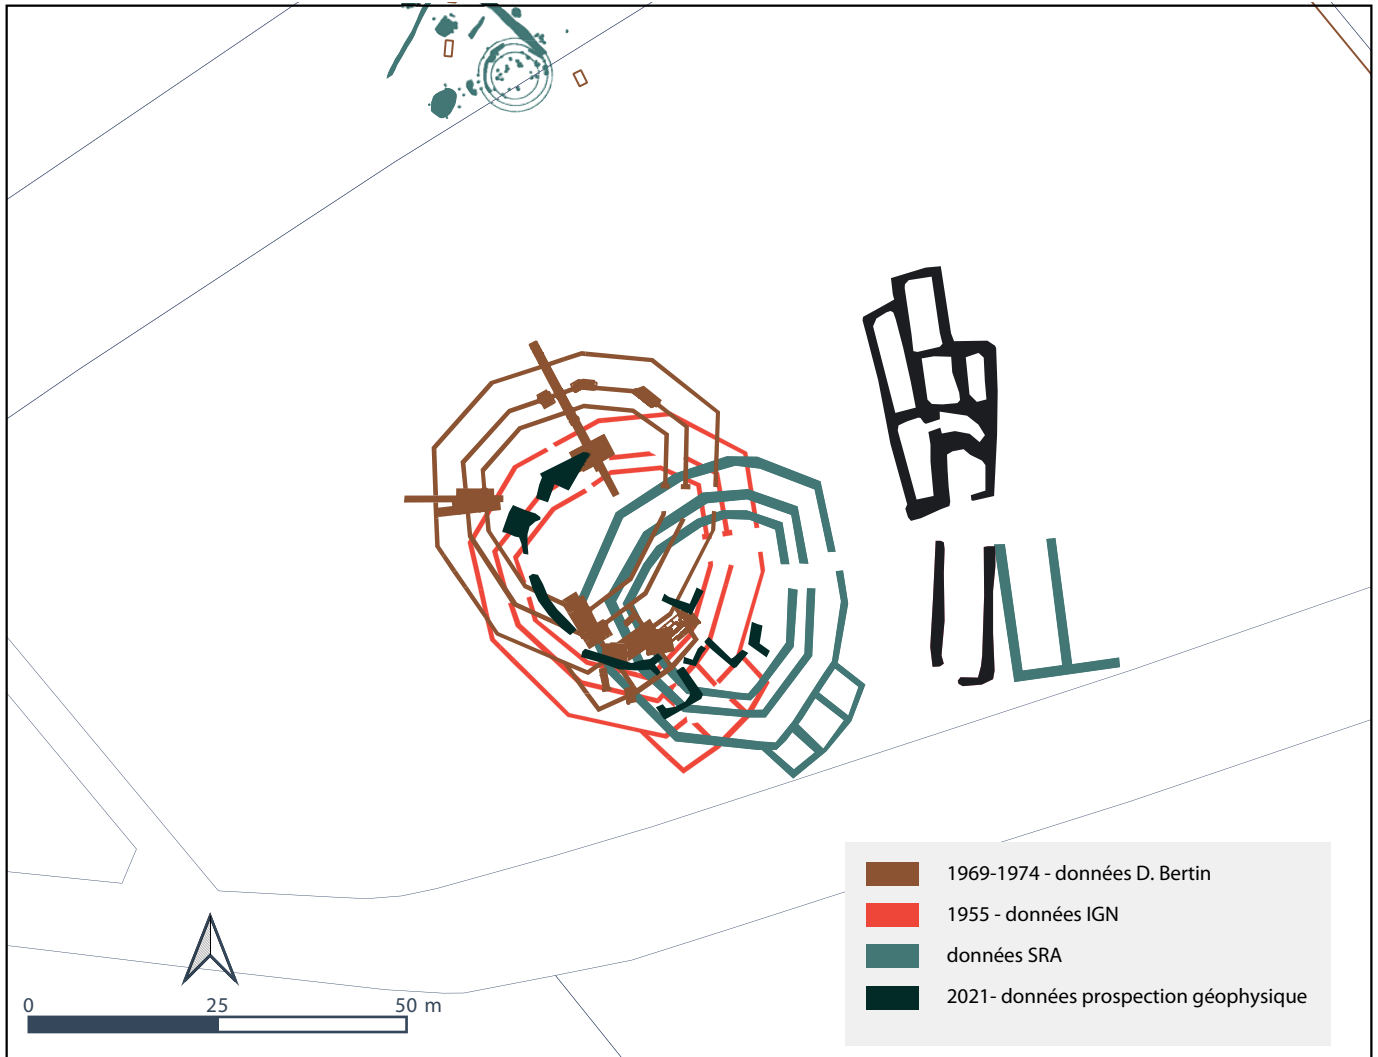 1969-1974 - données D. Bertin
1955 - données IGN
données SRA
2021- données prospection géophysique
0 25 50 m